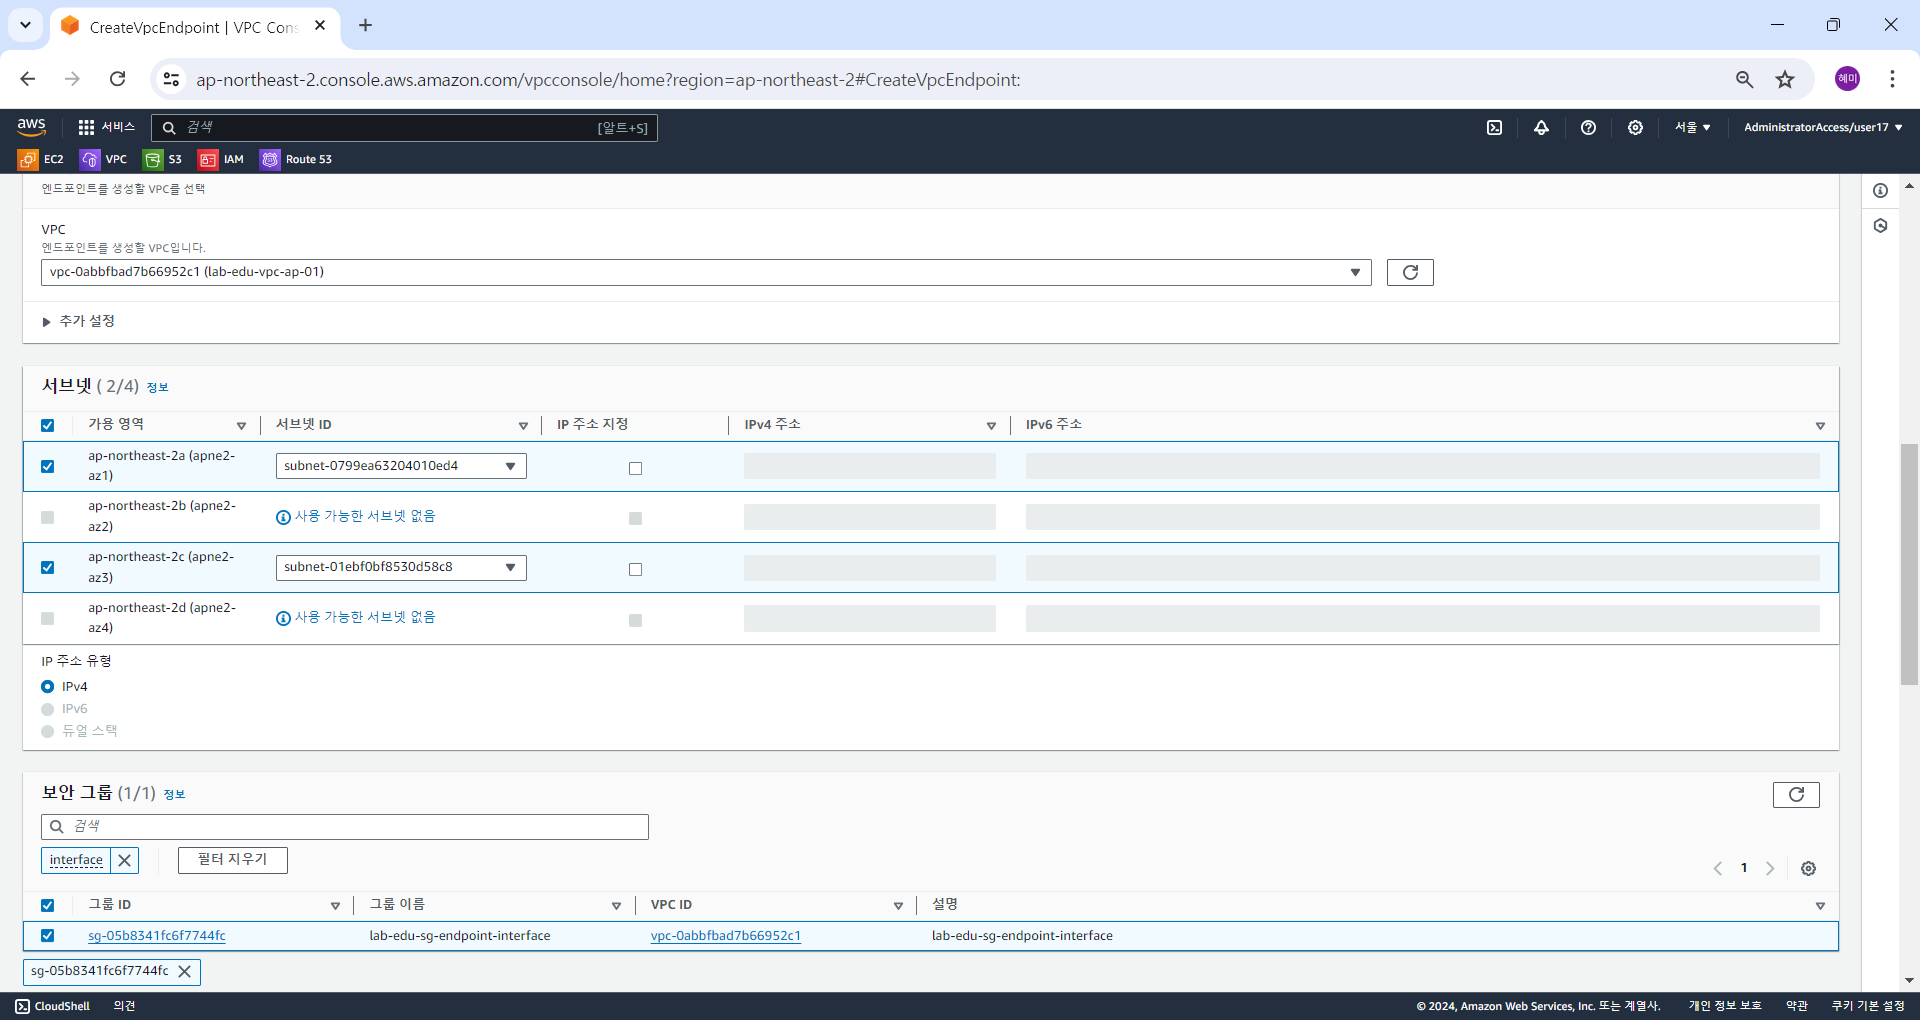 CreateVpcEndpoint | VPC Cons
ap-northeast-2.console.aws.amazon.com/vpcconsole/home?region=ap-northeast-2#CreateVpcEndpoint:
혜미
aws
서비스
검색
[알트+S]
서울
AdministratorAccess/user17
EC2
VPC
S3
IAM
Route 53
엔드포인트를 생성할 VPC를 선택
VPC
엔드포인트를 생성할 VPC입니다.
vpc-0abbfbad7b66952c1 (lab-edu-vpc-ap-01)
추가 설정
서브넷 ( 2/4) 정보
가용 영역
서브넷 ID
IP 주소 지정
IPv4 주소
IPv6 주소
ap-northeast-2a (apne2-
az1)
subnet-0799ea63204010ed4
ap-northeast-2b (apne2-
az2)
사용 가능한 서브넷 없음
ap-northeast-2c (apne2-
az3)
subnet-01ebf0bf8530d58c8
ap-northeast-2d (apne2-
az4)
사용 가능한 서브넷 없음
IP 주소 유형
IPv4
IPv6
듀얼 스택
보안 그룹 (1/1) 정보
검색
interface
필터 지우기
1
그룹 ID
그룹 이름
VPC ID
설명
sg-05b8341fc6f7744fc
lab-edu-sg-endpoint-interface
vpc-0abbfbad7b66952c1
lab-edu-sg-endpoint-interface
sg-05b8341fc6f7744fc
CloudShell
의견
© 2024, Amazon Web Services, Inc. 또는 계열사.
개인 정보 보호
약관
쿠키 기본 설정